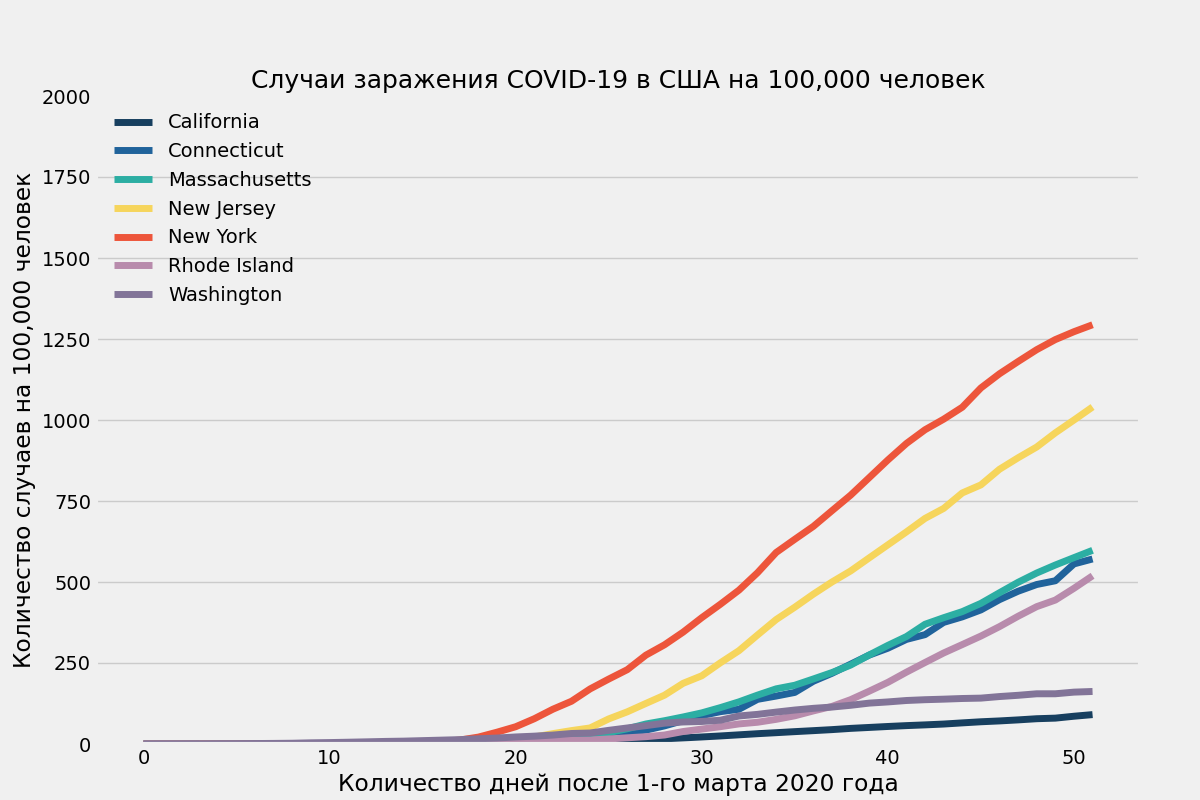 Случаи заражения COVID-19 в США на 100,000 человек
2000
1750
1500
1250
1000
750
500
250
0
Количество случаев на 100,000 человек
California
Connecticut
Massachusetts
New Jersey
New York
Rhode Island
Washington
0 10 20 30 40 50
Количество дней после 1-го марта 2020 года